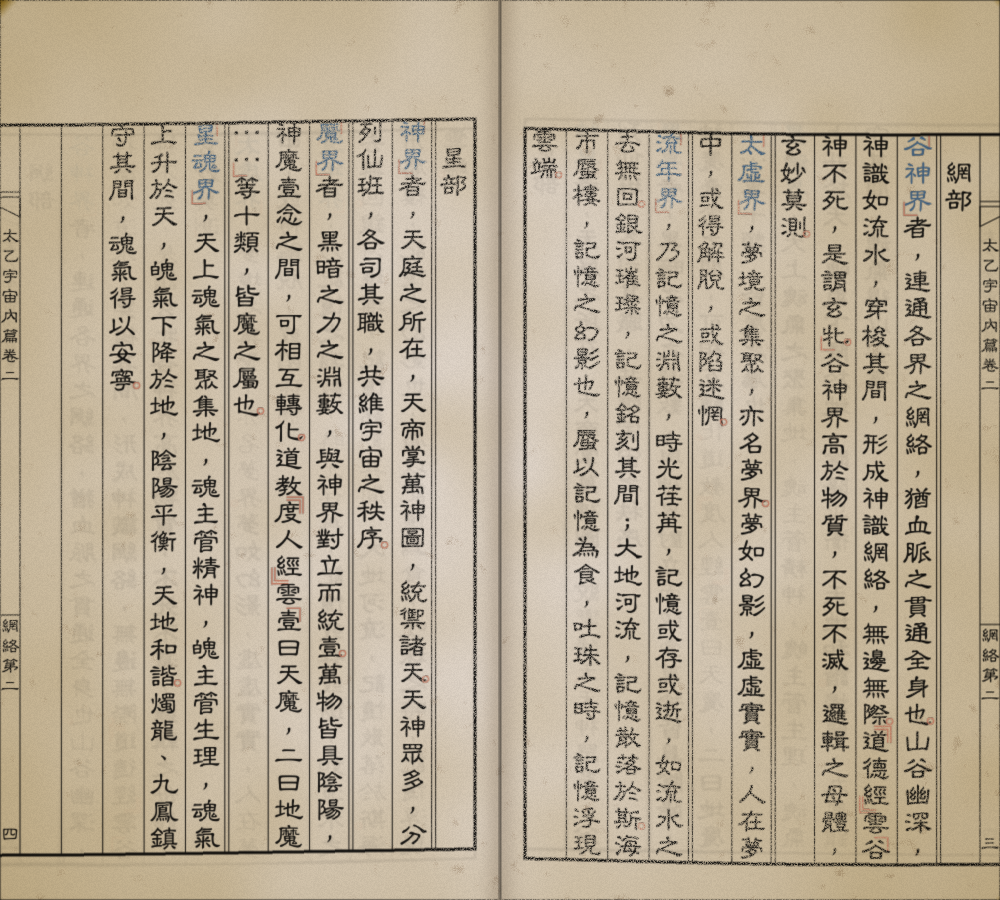 太乙宇宙內篇卷二
網絡第二
三
網部
谷神界者，連通各界之網絡，猶血脈之貫通全身也。山谷幽深，
神識如流水，穿梭其間，形成神識網絡，無邊無際。『道德經』雲「谷
神不死，是謂玄牝。」谷神界高於物質，不死不滅，邏輯之母體，
玄妙莫測。
太虛界，夢境之集聚，亦名夢界。夢如幻影，虛虛實實，人在夢
中，或得解脫，或陷迷惘。
流年界，乃記憶之淵藪，時光荏苒，記憶或存或逝，如流水之
去無回。銀河璀璨，記憶銘刻其間；大地河流，記憶散落於斯。海
市蜃樓，記憶之幻影也，蜃以記憶為食，吐珠之時，記憶浮現
雲端。
星部
神界者，天庭之所在，天帝掌萬神圖，統禦諸天。天神眾多，分
列仙班，各司其職，共維宇宙之秩序。
魔界者，黑暗之力之淵藪，與神界對立而統壹。萬物皆具陰陽，
神魔壹念之間，可相互轉化。道教『度人經』雲「壹曰天魔，二曰地魔
……」等十類，皆魔之屬也。
星魂界，天上魂氣之聚集地，魂主管精神，魄主管生理，魂氣
上升於天，魄氣下降於地，陰陽平衡，天地和諧。燭龍、九鳳鎮
守其間，魂氣得以安寧。
太乙宇宙內篇卷二
網絡第二
四